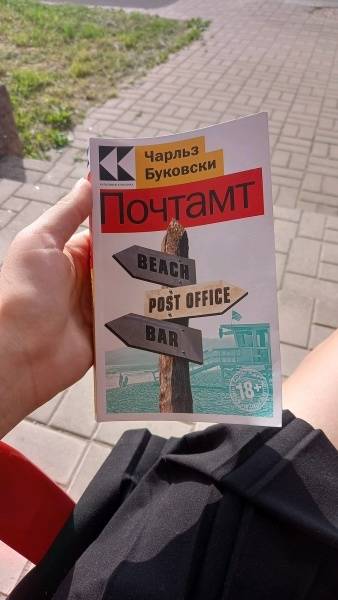 Чарльз
Буковски
Почтамт
BEACH
POST OFFICE
BAR
18+